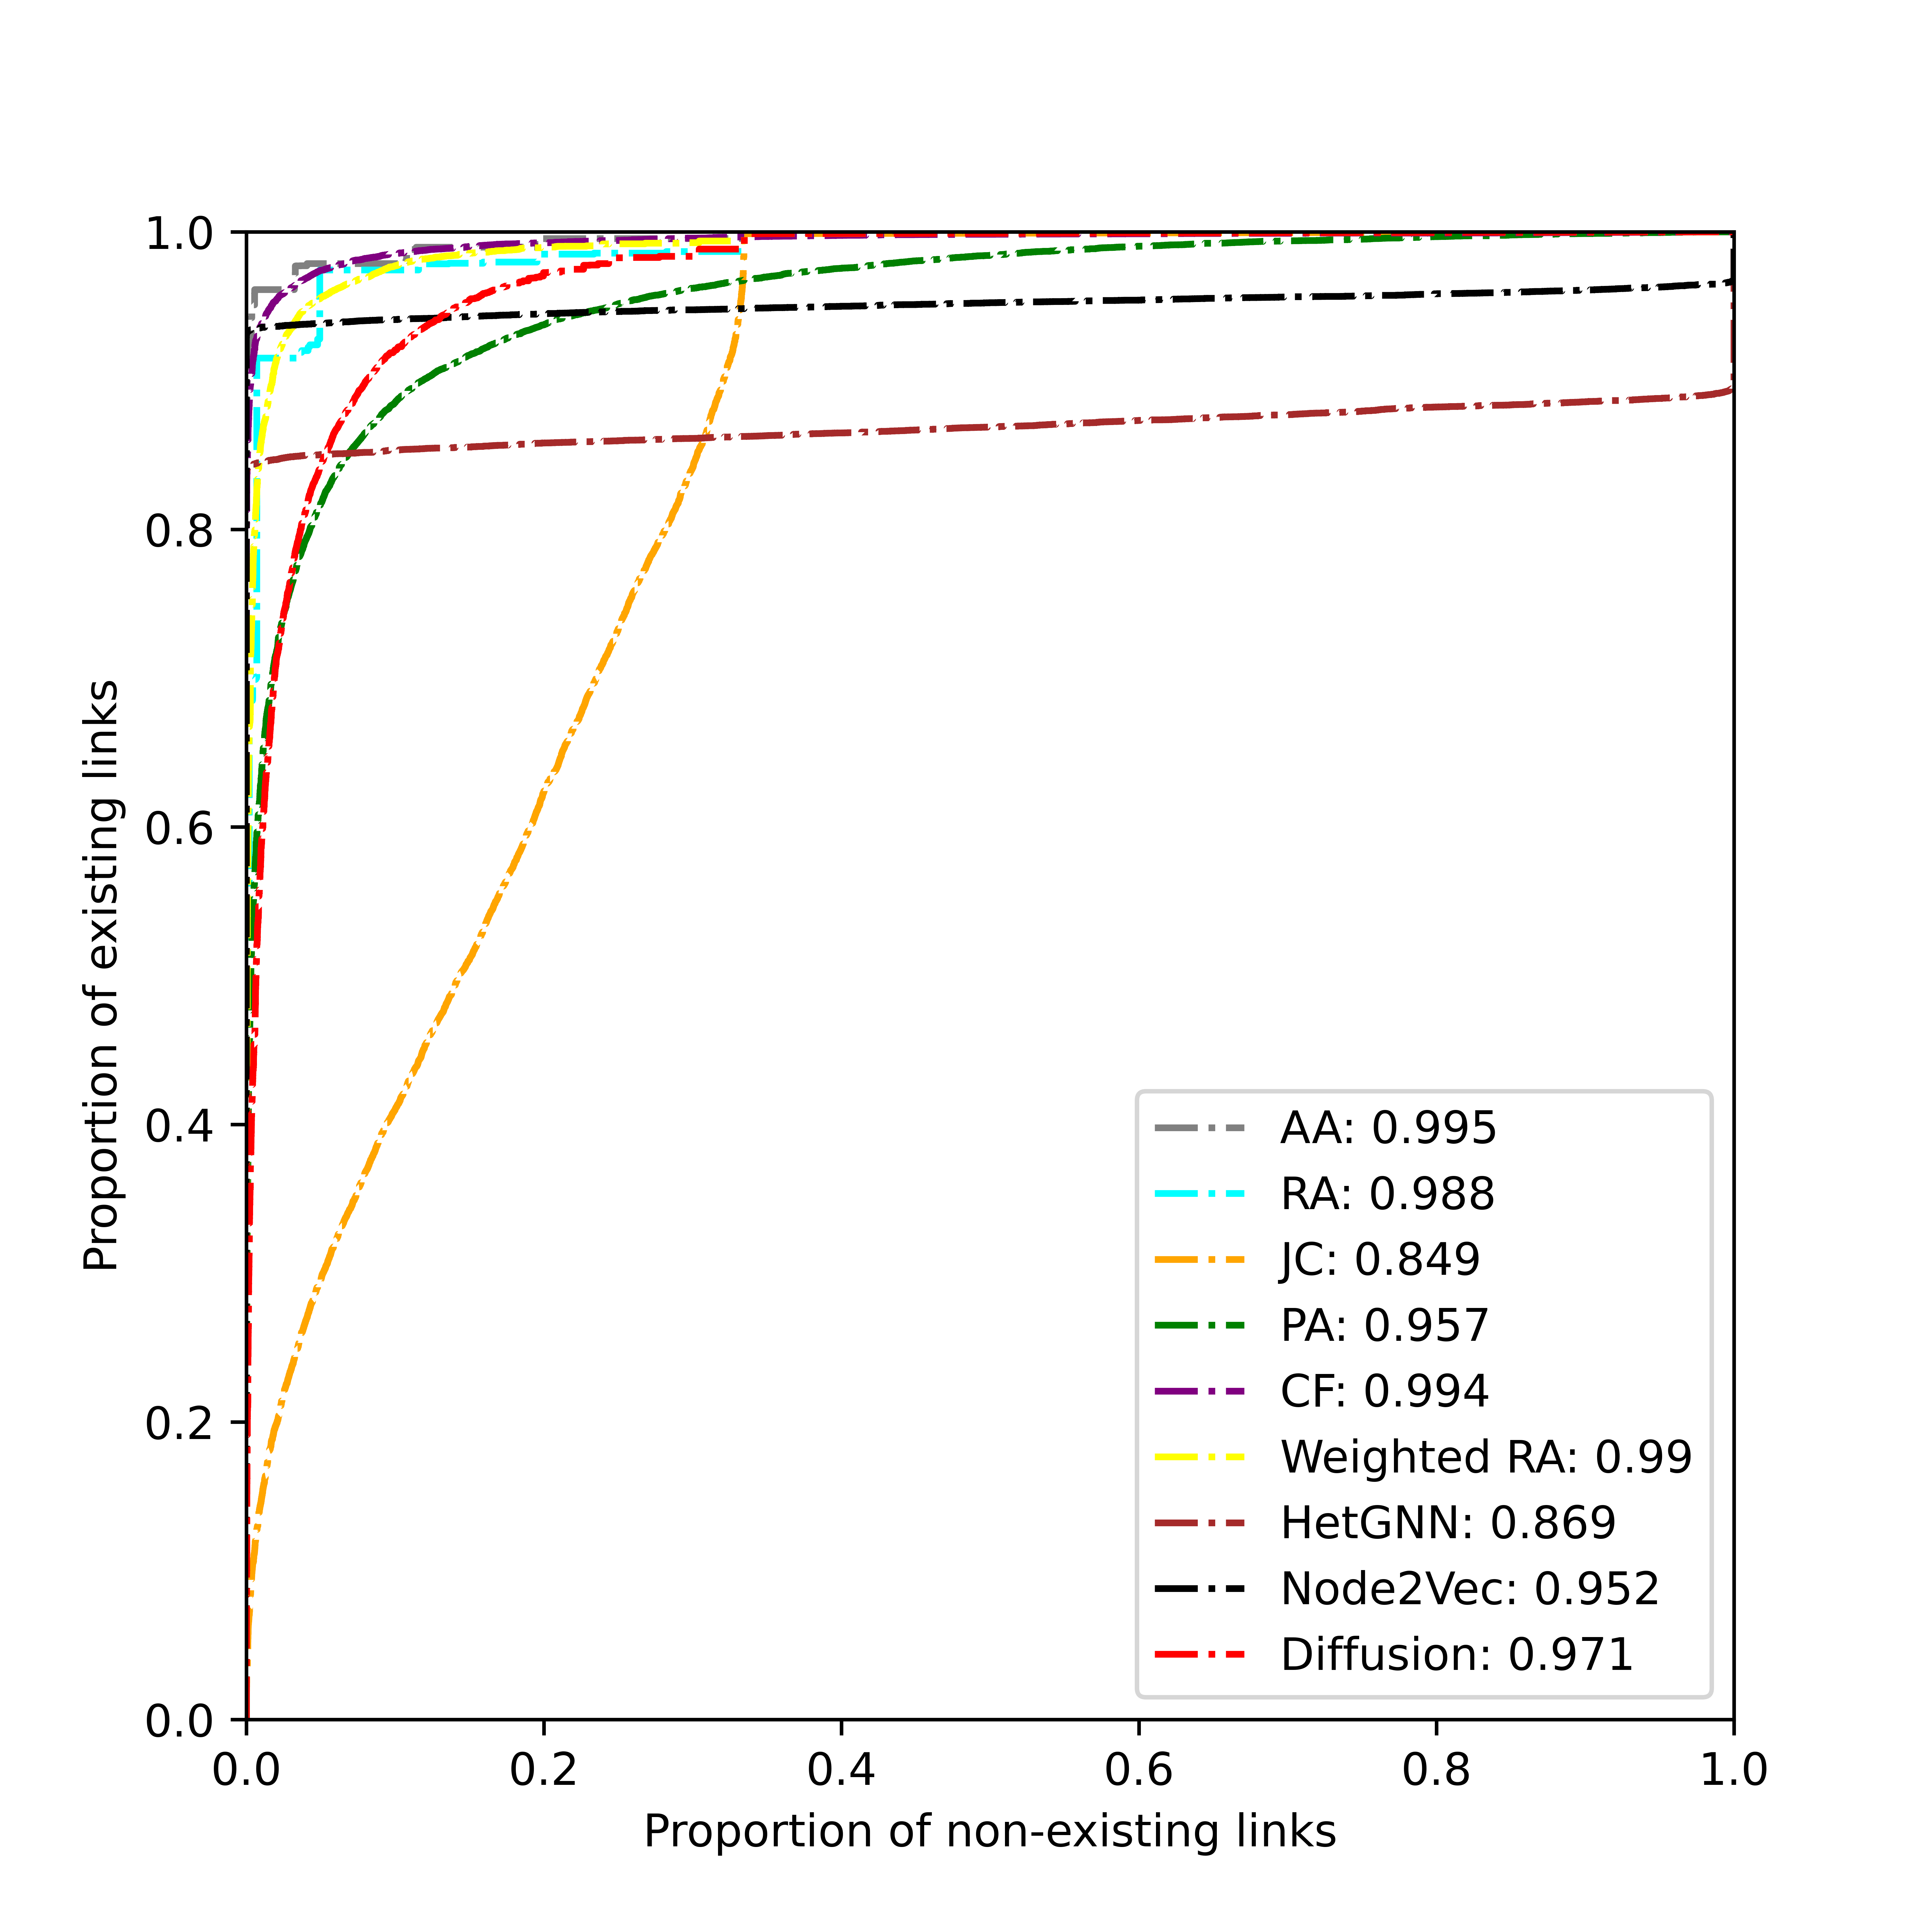 1.0
0.8
0.6
0.4
0.2
0.0
Proportion of existing links
AA: 0.995
RA: 0.988
JC: 0.849
PA: 0.957
CF: 0.994
Weighted RA: 0.99
HetGNN: 0.869
Node2Vec: 0.952
Diffusion: 0.971
0.0 0.2 0.4 0.6 0.8 1.0
Proportion of non-existing links